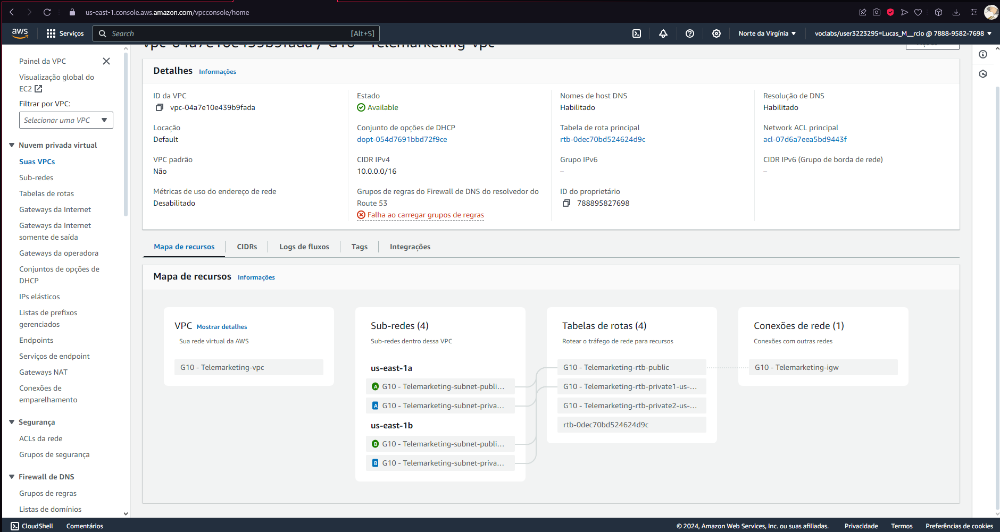 us-east-1.console.aws.amazon.com/vpcconsole/home
aws
Serviços
Search
[Alt+S]
Norte da Virgínia
voclabs/user3223295=Lucas_M__rcio @ 7888-9582-7698
Painel da VPC
Visualização global do
EC2
Filtrar por VPC:
Selecionar uma VPC
Nuvem privada virtual
Suas VPCs
Sub-redes
Tabelas de rotas
Gateways da Internet
Gateways da Internet
somente de saída
Gateways da operadora
Conjuntos de opções de
DHCP
IPs elásticos
Listas de prefixos
gerenciados
Endpoints
Serviços de endpoint
Gateways NAT
Conexões de
emparelhamento
Segurança
ACLs da rede
Grupos de segurança
Firewall de DNS
Grupos de regras
Listas de domínios
vpc-04a7e10e439b9fada / G10 - Telemarketing-vpc
Detalhes
Informações
ID da VPC
vpc-04a7e10e439b9fada
Estado
Available
Nomes de host DNS
Habilitado
Resolução de DNS
Habilitado
Locação
Default
Conjunto de opções de DHCP
dopt-054d7691bbd72f9ce
Tabela de rota principal
rtb-0dec70bd524624d9c
Network ACL principal
acl-07d6a7eea5bd9443f
VPC padrão
Não
CIDR IPv4
10.0.0.0/16
Grupo IPv6
–
CIDR IPv6 (Grupo de borda de rede)
–
Métricas de uso do endereço de rede
Desabilitado
Grupos de regras do Firewall de DNS do resolvedor do
Route 53
Falha ao carregar grupos de regras
ID do proprietário
788895827698
Mapa de recursos
CIDRs
Logs de fluxos
Tags
Integrações
Mapa de recursos
Informações
VPC
Mostrar detalhes
Sua rede virtual da AWS
G10 - Telemarketing-vpc
Sub-redes (4)
Sub-redes dentro dessa VPC
us-east-1a
A
G10 - Telemarketing-subnet-publi...
A
G10 - Telemarketing-subnet-priva...
us-east-1b
B
G10 - Telemarketing-subnet-publi...
B
G10 - Telemarketing-subnet-priva...
Tabelas de rotas (4)
Rotear o tráfego de rede para recursos
G10 - Telemarketing-rtb-public
G10 - Telemarketing-rtb-private1-us-...
G10 - Telemarketing-rtb-private2-us-...
rtb-0dec70bd524624d9c
Conexões de rede (1)
Conexões com outras redes
G10 - Telemarketing-igw
CloudShell
Comentários
© 2024, Amazon Web Services, Inc. ou suas afiliadas.
Privacidade
Termos
Preferências de cookies